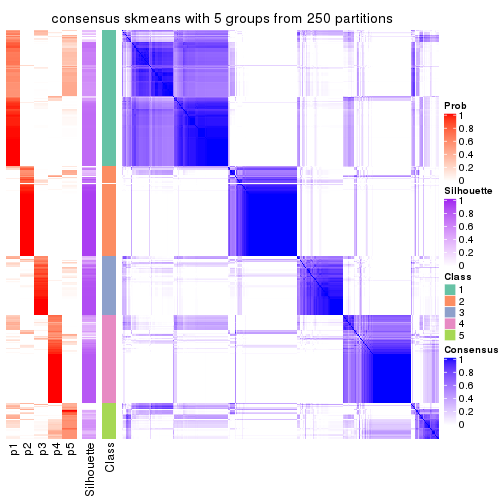 consensus skmeans with 5 groups from 250 partitions
Prob
1
0.8
0.6
0.4
0.2
0
Silhouette
1
0.8
0.6
0.4
0.2
0
Class
1
2
3
4
5
Consensus
1
0.8
0.6
0.4
0.2
0
p1
p2
p3
p4
p5
Silhouette
Class